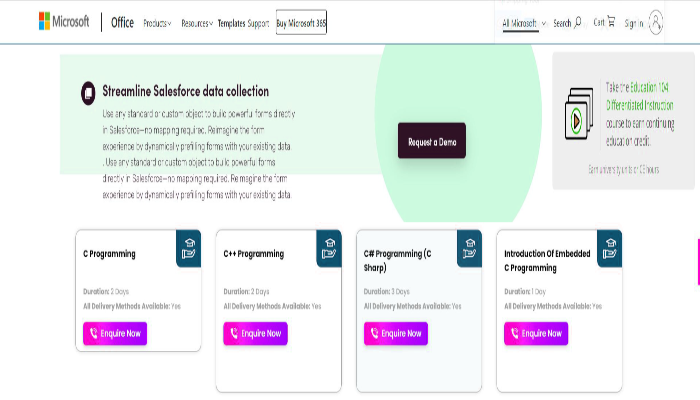 Microsoft Office Products Resources Templates Support Buy Microsoft 365 All Microsoft Search Cart Sign in
Streamline Salesforce data collection
Use any standard or custom object to build powerful forms directly
in Salesforce—no mapping required. Reimagine the form
experience by dynamically prefilling forms with your existing data.
. Use any standard or custom object to build powerful forms
directly in Salesforce—no mapping required. Reimagine the form
experience by dynamically prefilling forms with your existing data.
Request a Demo
Take the Education 104:
Differentiated Instruction
course to earn continuing
education credit.
Earn university units or CE hours
C Programming
Duration: 2 Days
All Delivery Methods Available: Yes
Enquire Now
C++ Programming
Duration: 2 Days
All Delivery Methods Available: Yes
Enquire Now
C# Programming (C
Sharp)
Duration: 3 Days
All Delivery Methods Available: Yes
Enquire Now
Introduction Of Embedded
C Programming
Duration: 1 Day
All Delivery Methods Available: Yes
Enquire Now